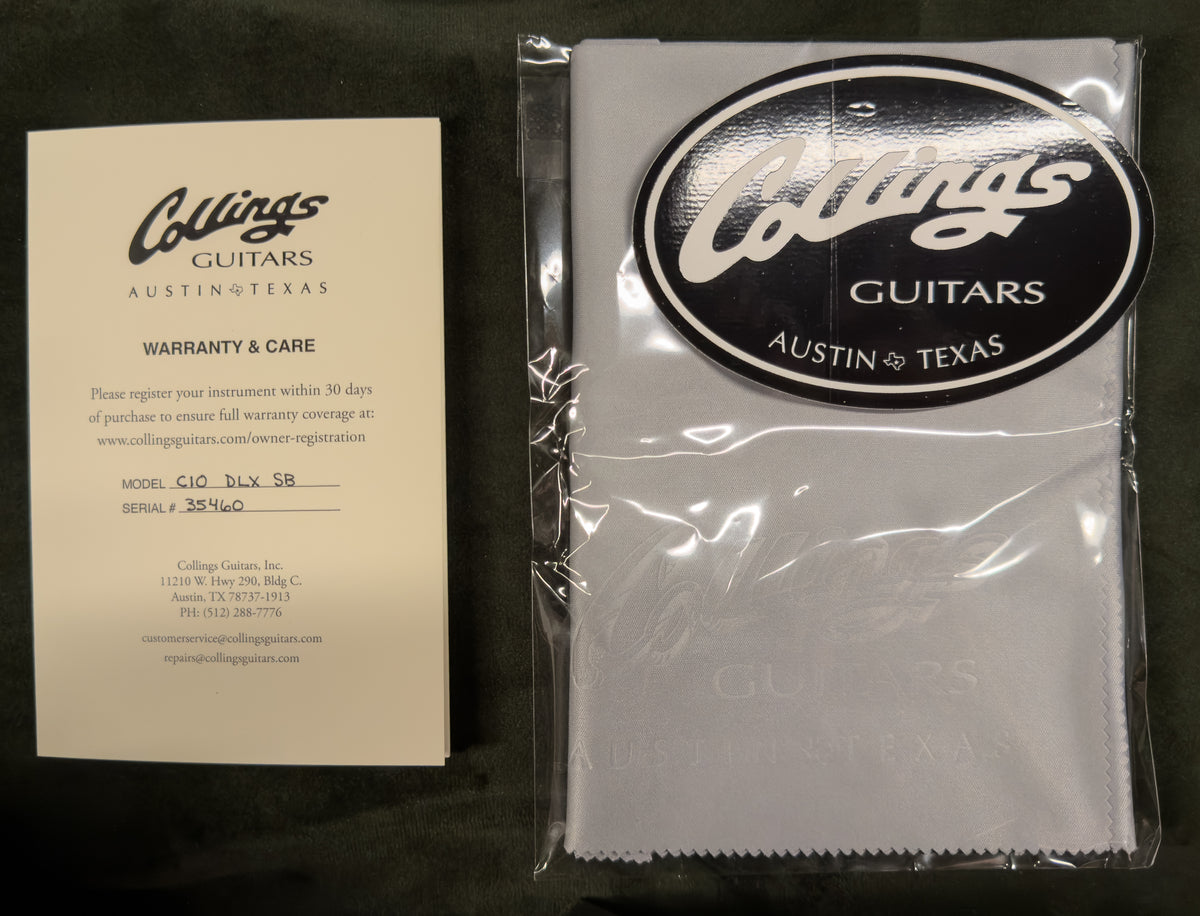 Collings
GUITARS
AUSTIN TEXAS
WARRANTY & CARE
Please register your instrument within 30 days
of purchase to ensure full warranty coverage at:
www.collingsguitars.com/owner-registration
MODEL C10 DLX SB
SERIAL # 35460
Collings Guitars, Inc.
11210 W. Hwy 290, Bldg C.
Austin, TX 78737-1913
PH: (512) 288-7776
customerservice@collingsguitars.com
repairs@collingsguitars.com
Collings
GUITARS
AUSTIN TEXAS
Collings
GUITARS
AUSTIN TEXAS